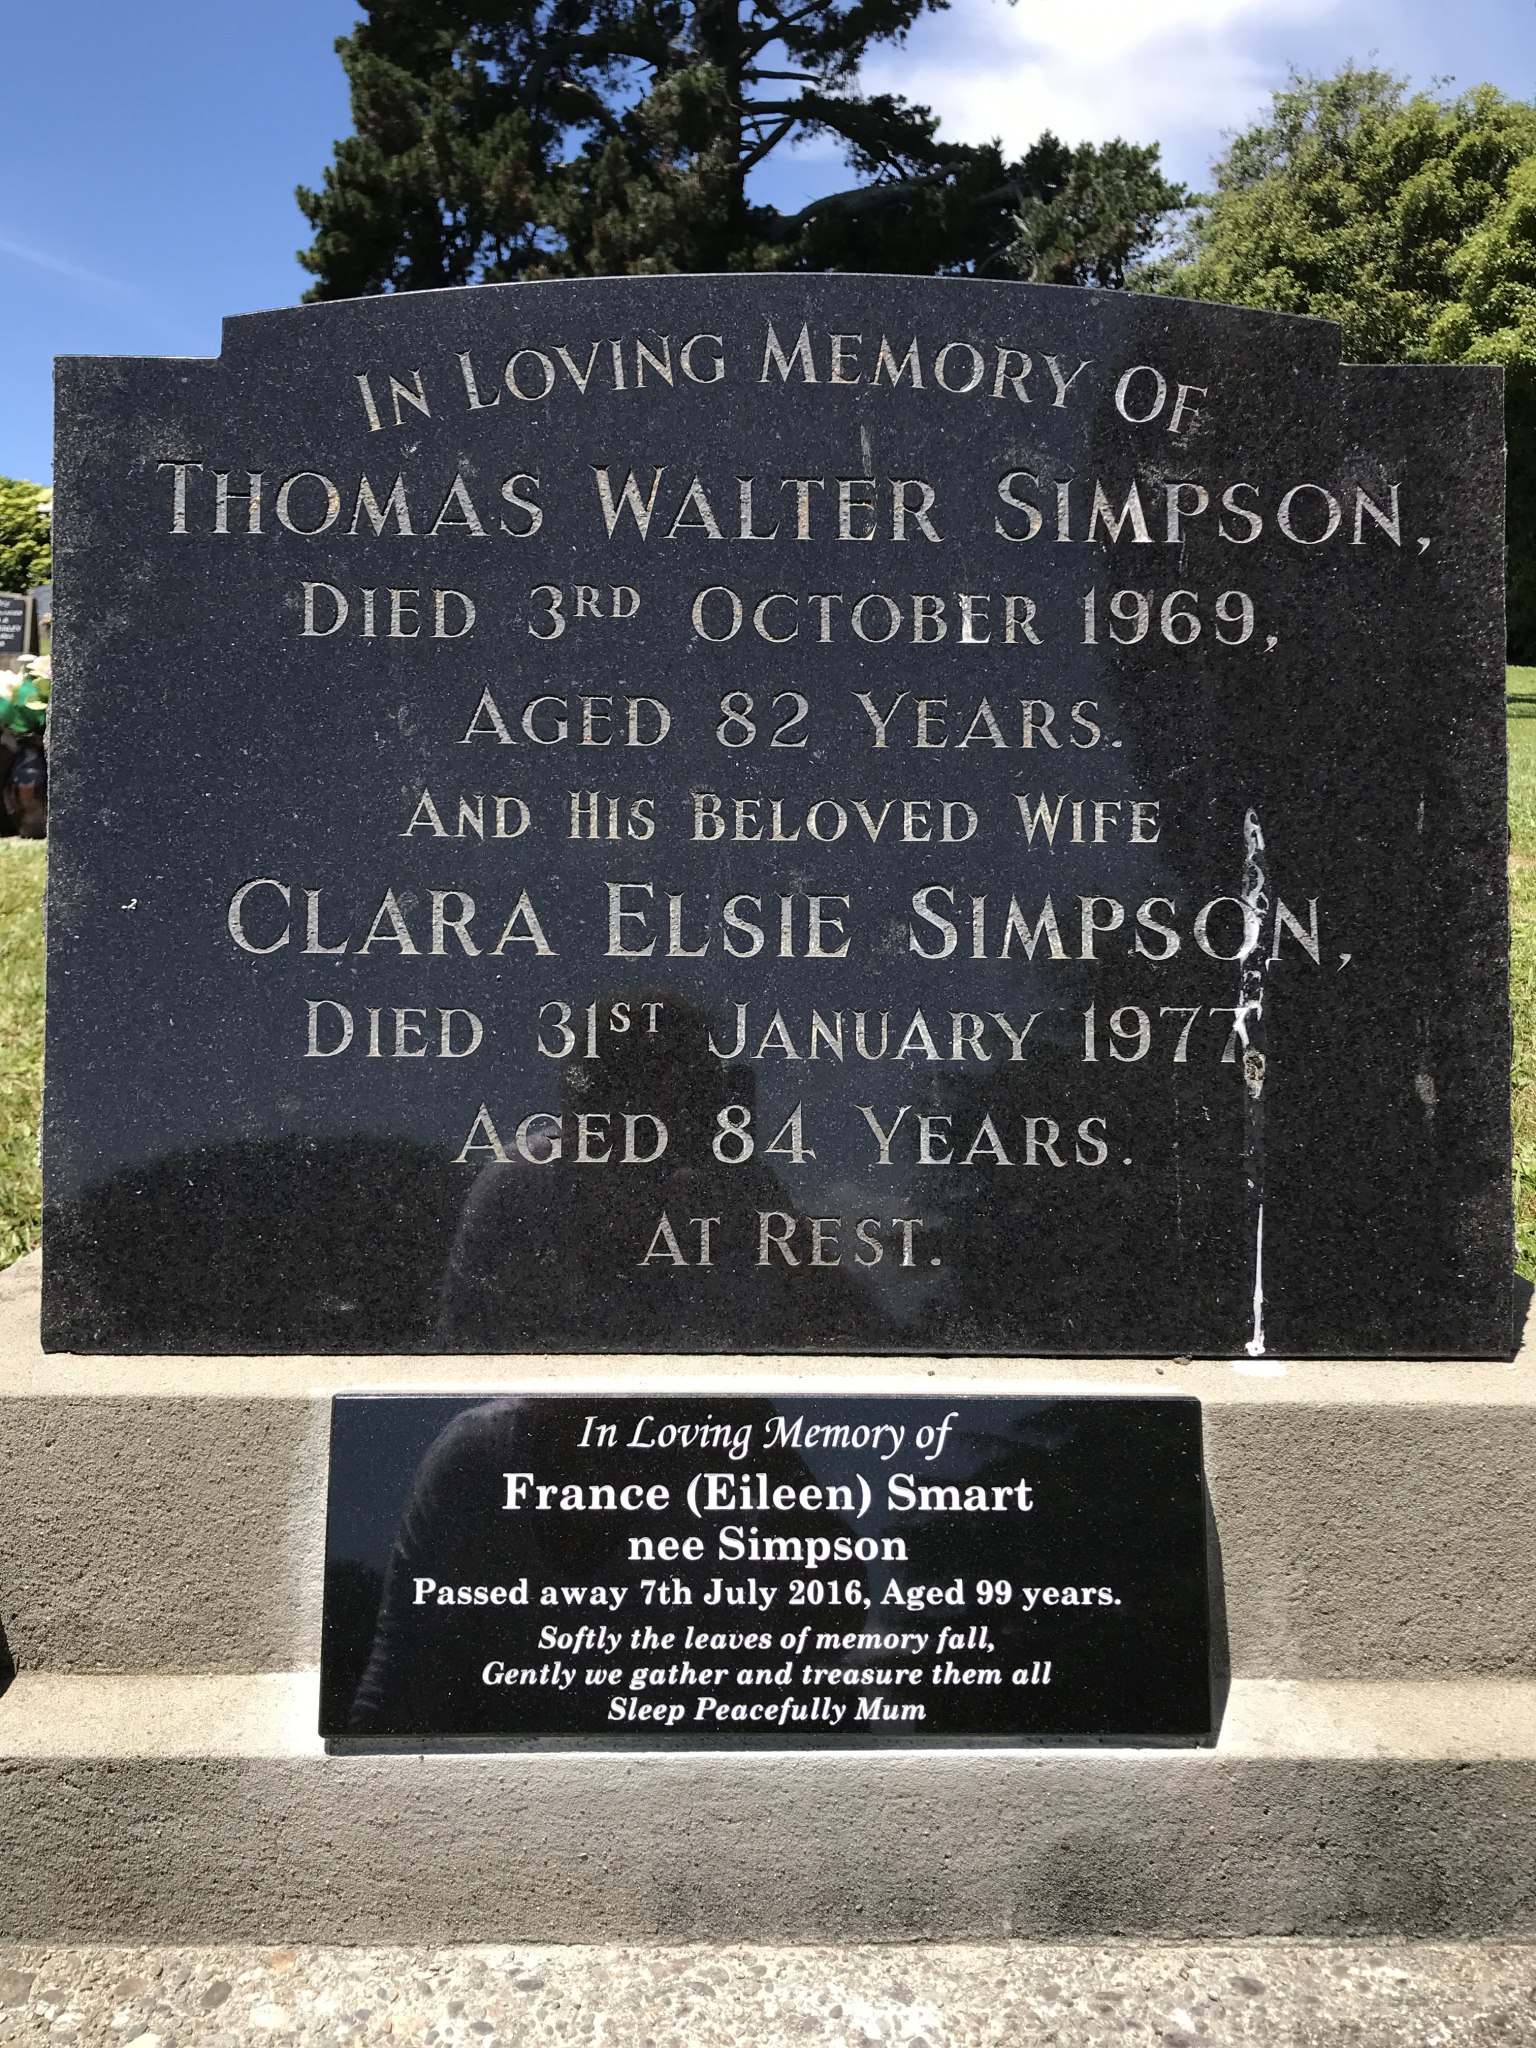 IN LOVING MEMORY OF
THOMAS WALTER SIMPSON,
DIED 3RD OCTOBER 1969,
AGED 82 YEARS.
AND HIS BELOVED WIFE
CLARA ELSIE SIMPSON,
DIED 31ST JANUARY 1977
AGED 84 YEARS.
AT REST.
In Loving Memory of
France (Eileen) Smart
nee Simpson
Passed away 7th July 2016, Aged 99 years.
Softly the leaves of memory fall,
Gently we gather and treasure them all
Sleep Peacefully Mum